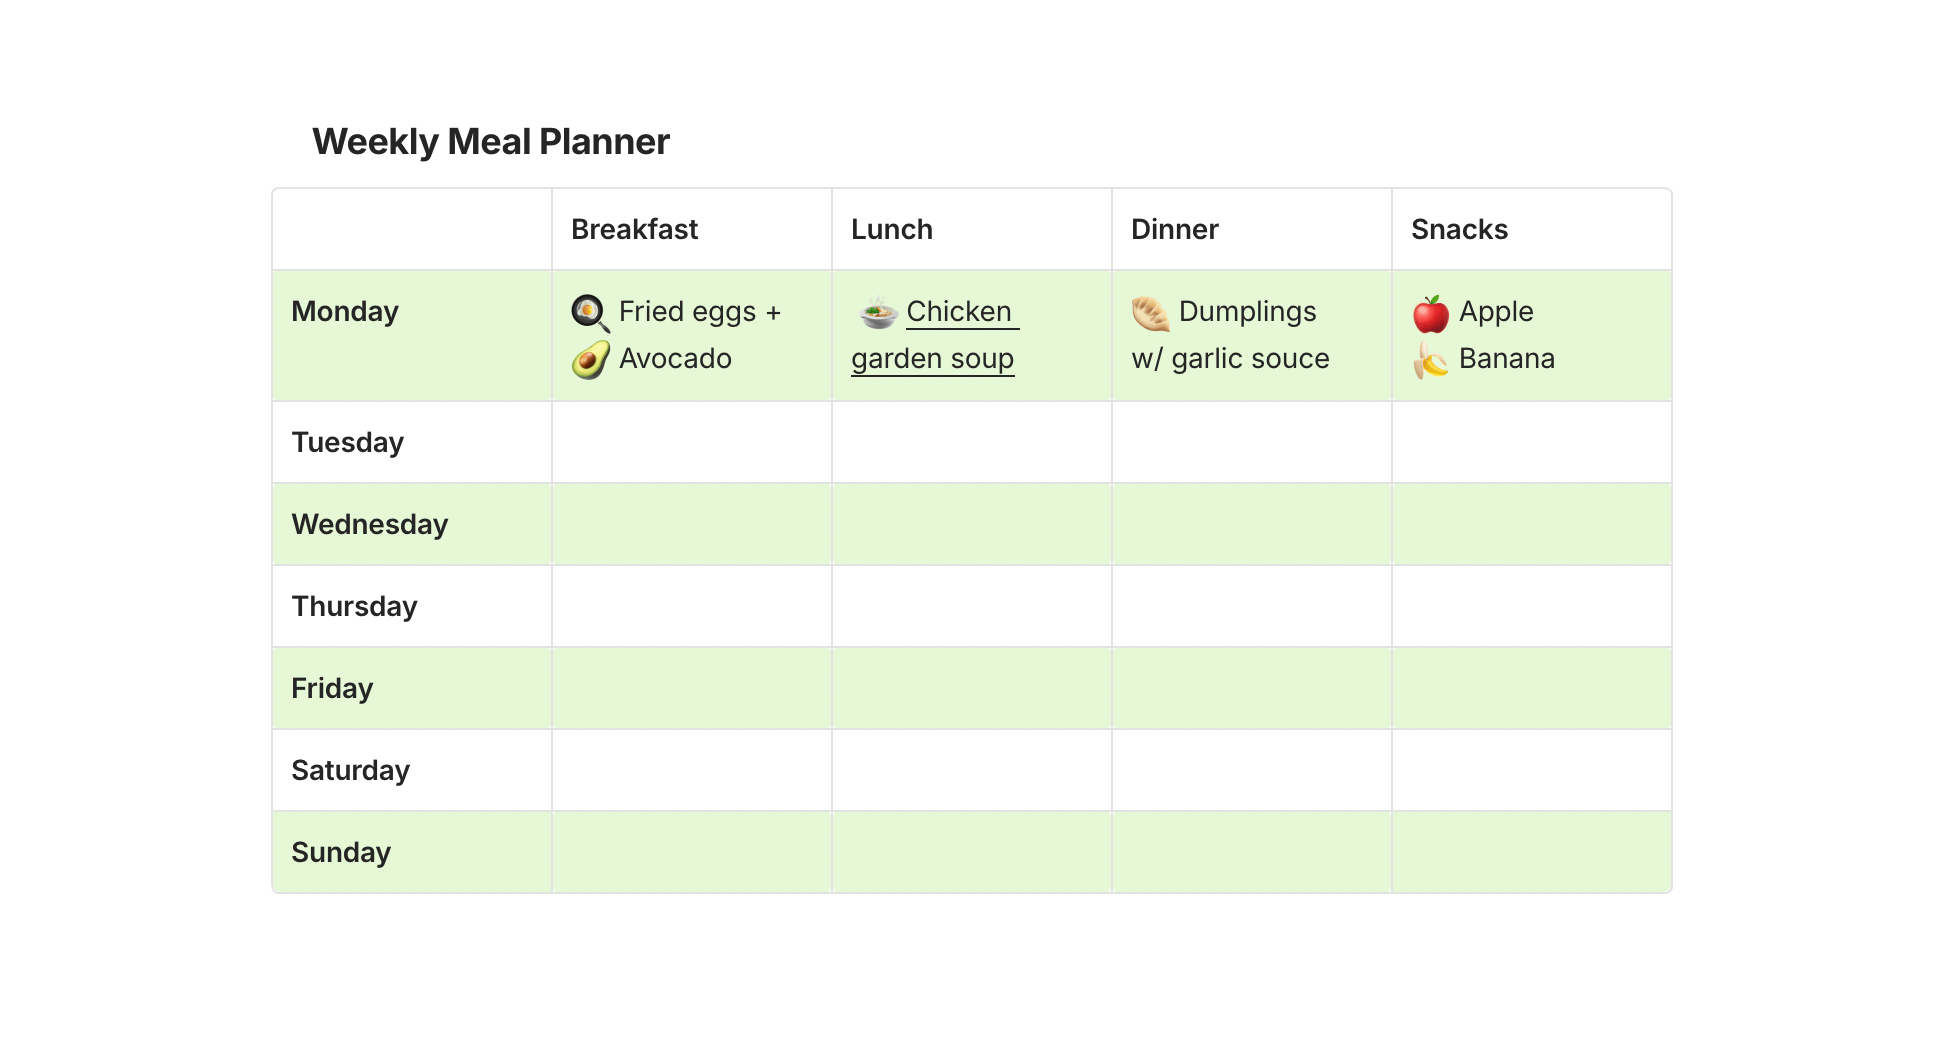 Weekly Meal Planner
Breakfast
Lunch
Dinner
Snacks
Monday
🍳 Fried eggs +
🥑 Avocado
🍲 Chicken
garden soup
🥟 Dumplings
w/ garlic souce
🍎 Apple
🍌 Banana
Tuesday
Wednesday
Thursday
Friday
Saturday
Sunday